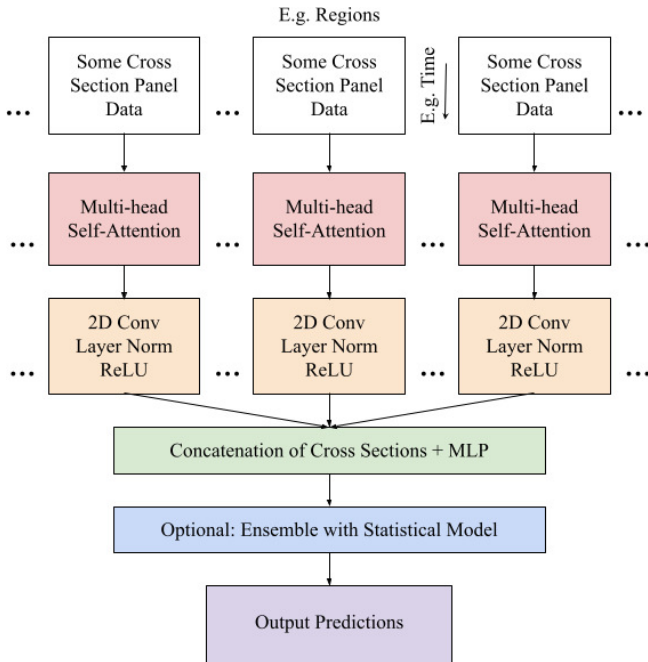 E.g. Regions
Some Cross
Section Panel
Data
Some Cross
Section Panel
Data
E.g. Time
Some Cross
Section Panel
Data
... ... ...
Multi-head
Self-Attention
Multi-head
Self-Attention
Multi-head
Self-Attention
... ... ... ...
2D Conv
Layer Norm
ReLU
2D Conv
Layer Norm
ReLU
2D Conv
Layer Norm
ReLU
... ... ... ...
Concatenation of Cross Sections + MLP
Optional: Ensemble with Statistical Model
Output Predictions